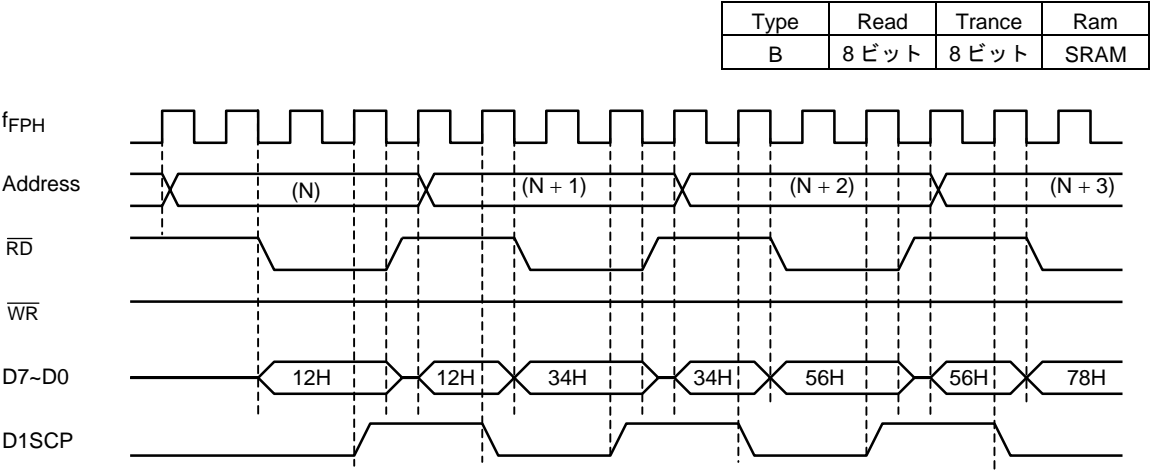 Type Read Trance Ram
B 8 ビット 8 ビット SRAM
fFPH
Address (N) (N + 1) (N + 2) (N + 3)
RD
WR
D7~D0 12H 12H 34H 34H 56H 56H 78H
D1SCP